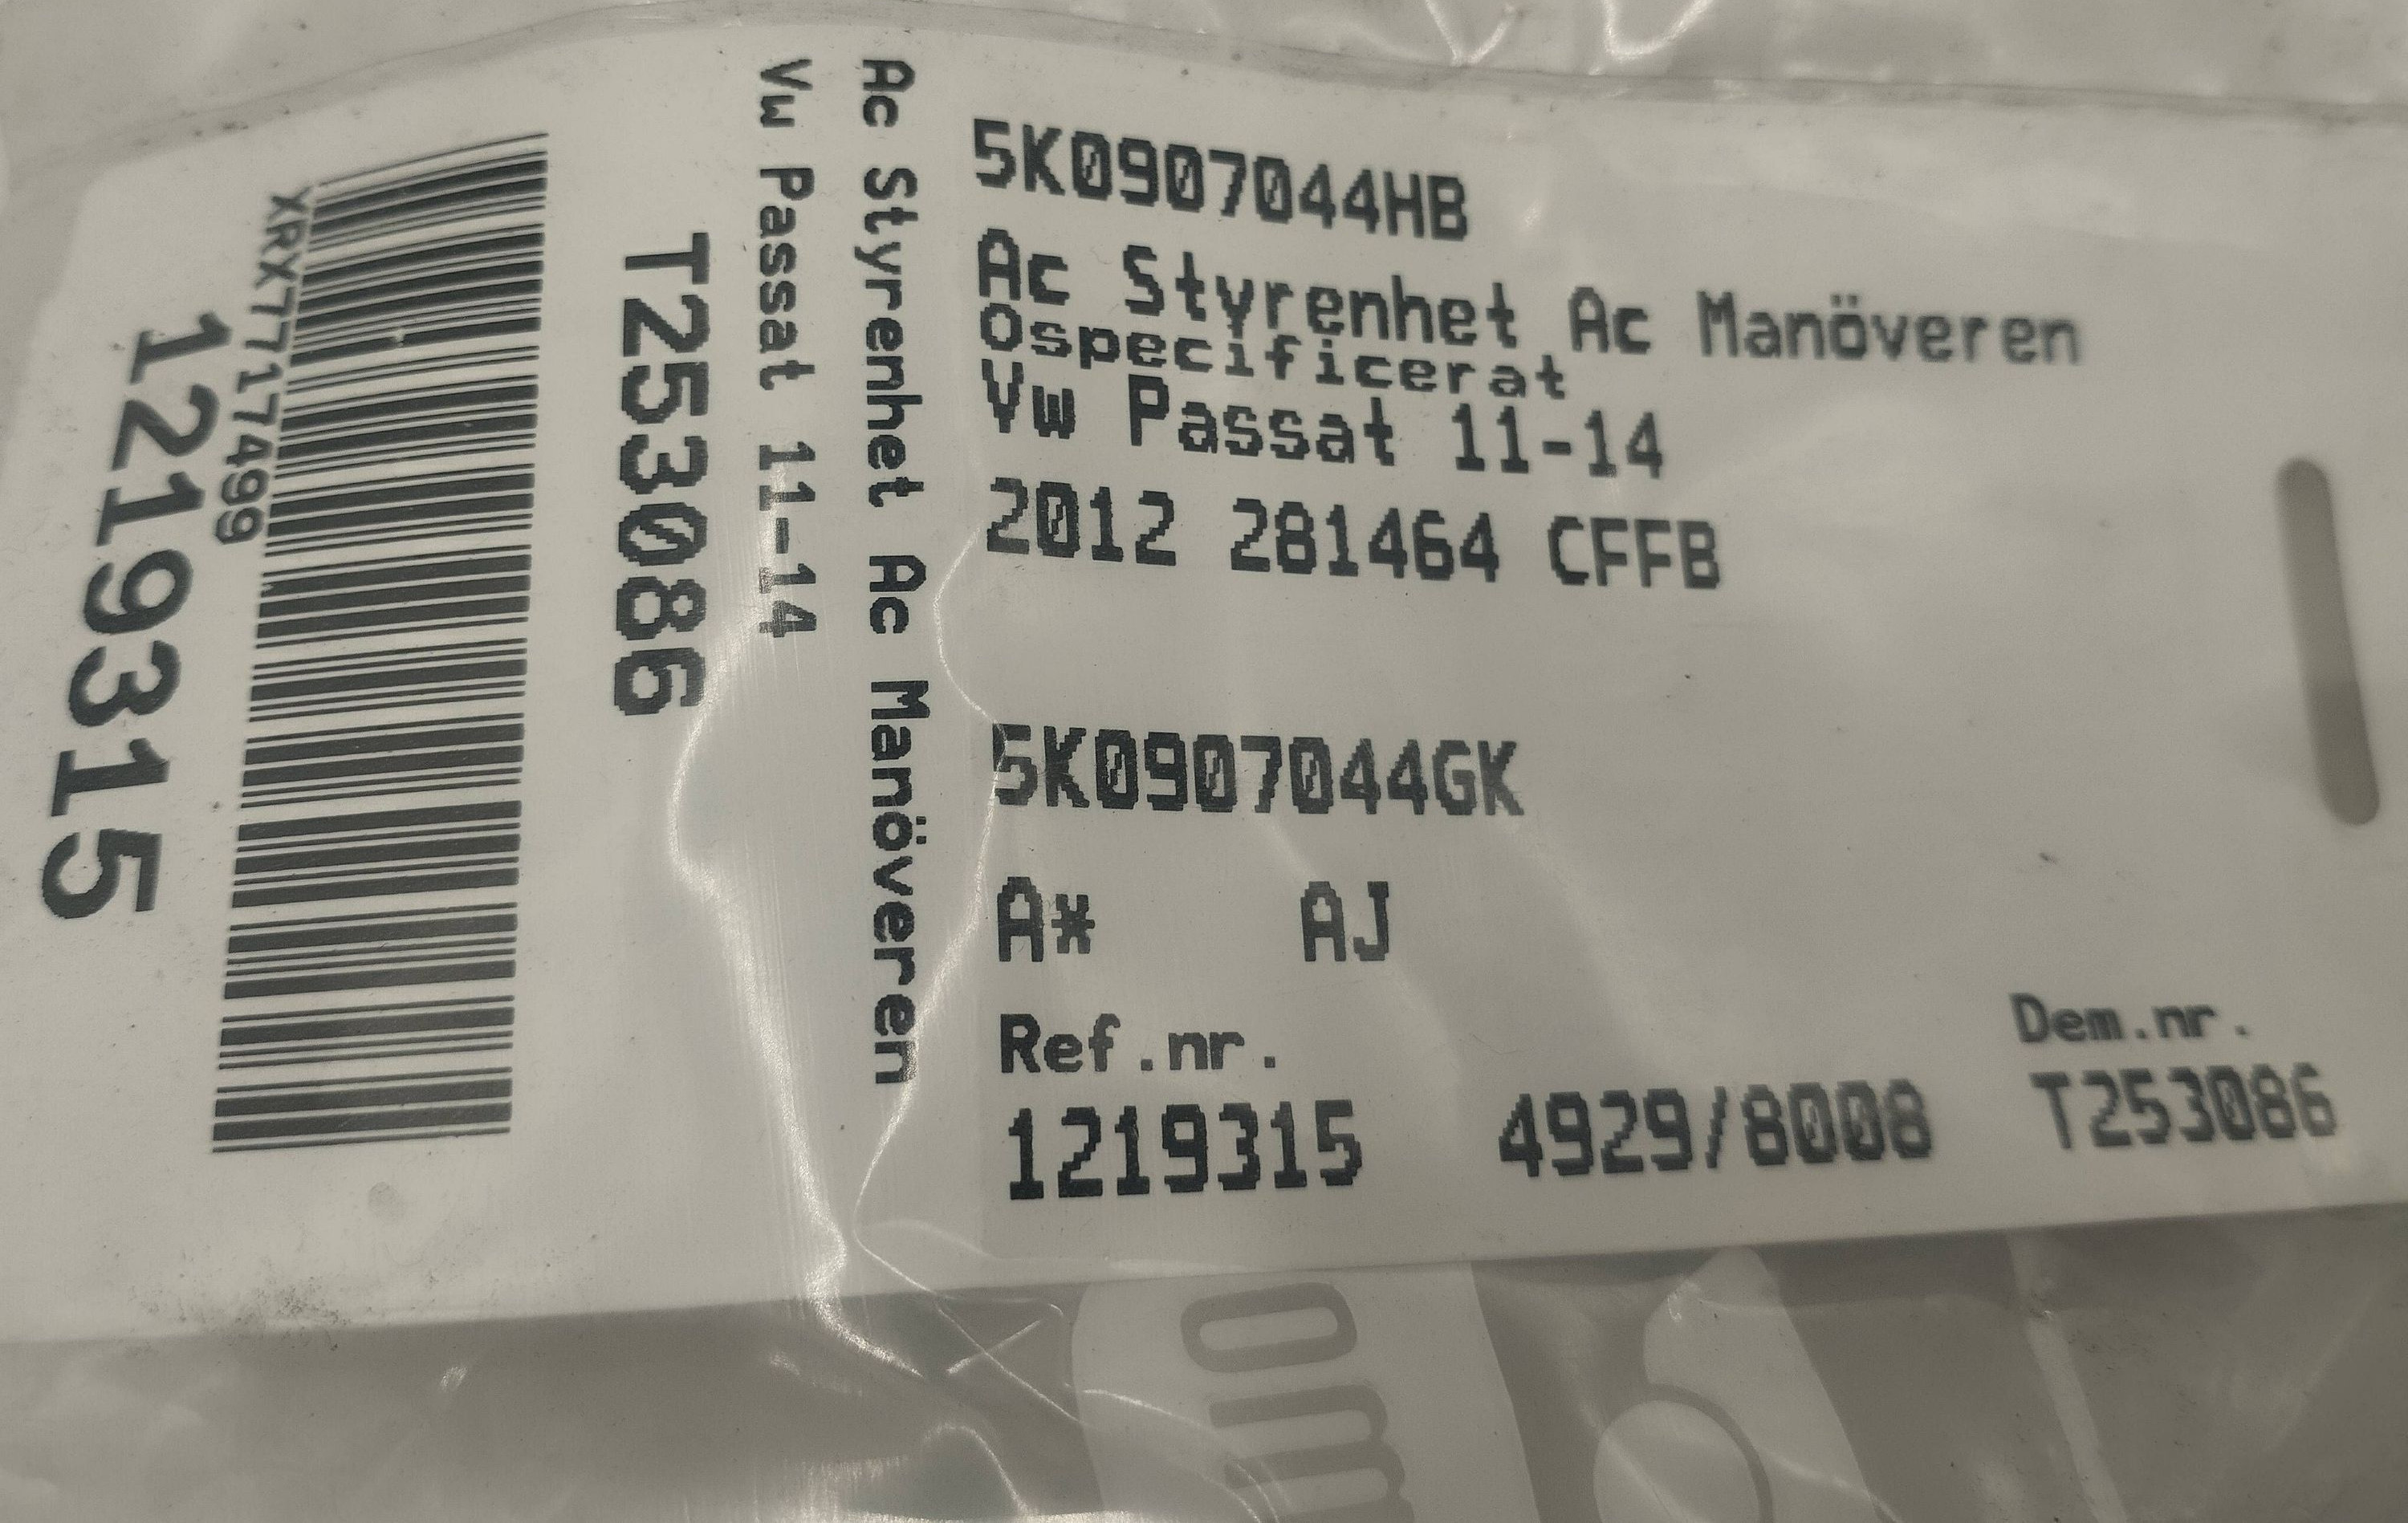 5K0907044HB
Ac Styrenhet Ac Manöveren
Ospecificerat
Vw Passat 11-14
2012 281464 CFFB
5K0907044GK
A* AJ
Ref.nr.
Dem.nr.
1219315 4929/8008 T253086
Ac Styrenhet Ac Manöveren
Vw Passat 11-14
T253086
XRX7717499
1219315